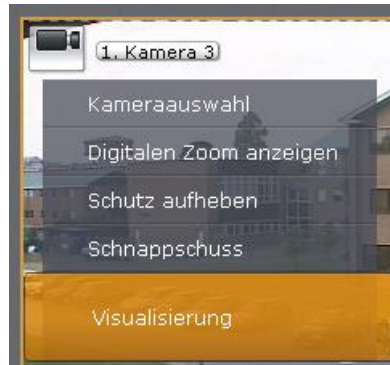 1. Kamera 3
Kameraauswahl
Digitalen Zoom anzeigen
Schutz aufheben
Schnappschuss
Visualisierung